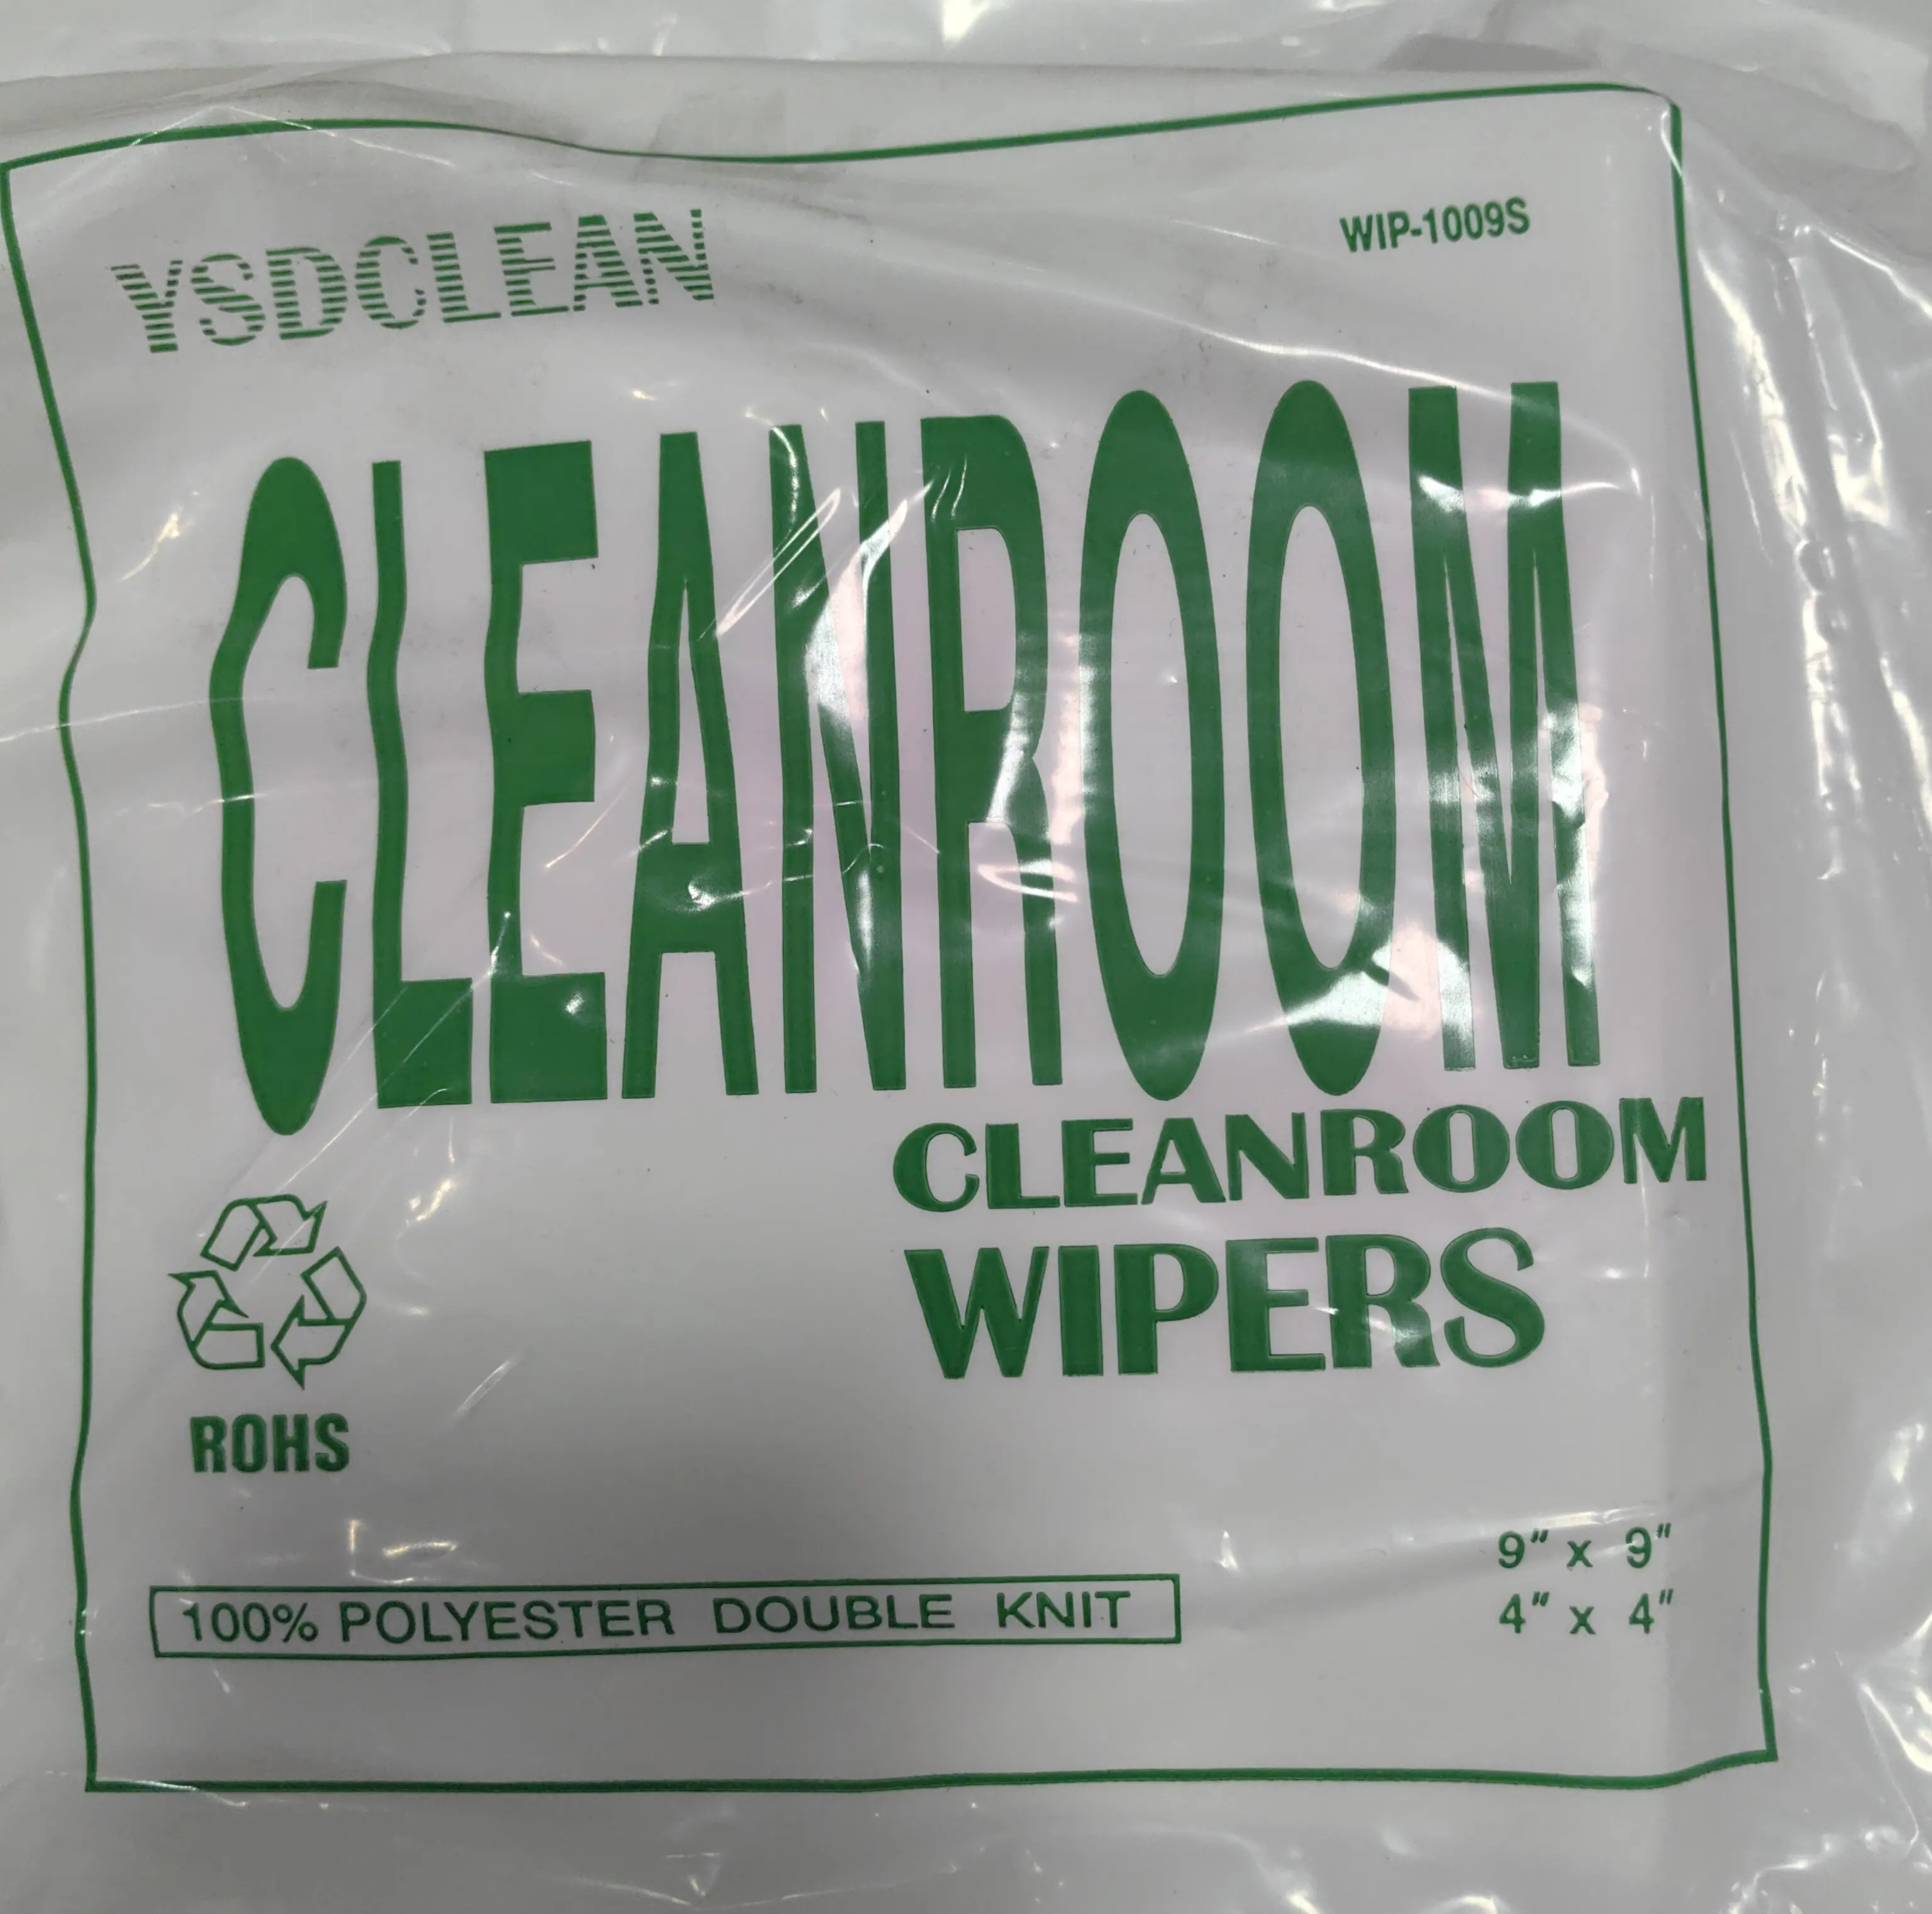 YSDCLEAN
WIP-1009S
CLEANROOM
CLEANROOM
WIPERS
ROHS
9" x 9"
4" x 4"
100% POLYESTER DOUBLE KNIT